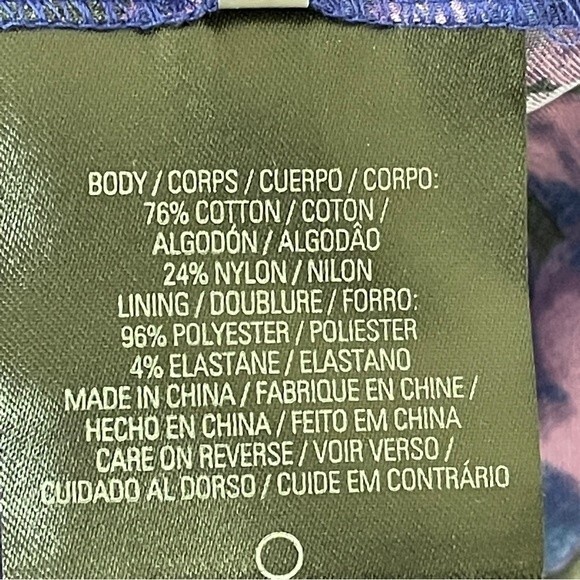 BODY / CORPS / CUERPO / CORPO:
76% COTTON / COTON /
ALGODÓN / ALGODÂO
24% NYLON / NILON
LINING / DOUBLURE / FORRO:
96% POLYESTER / POLIESTER
4% ELASTANE / ELASTANO
MADE IN CHINA / FABRIQUE EN CHINE /
HECHO EN CHINA / FEITO EM CHINA
CARE ON REVERSE / VOIR VERSO /
CUIDADO AL DORSO / CUIDE EM CONTRÁRIO